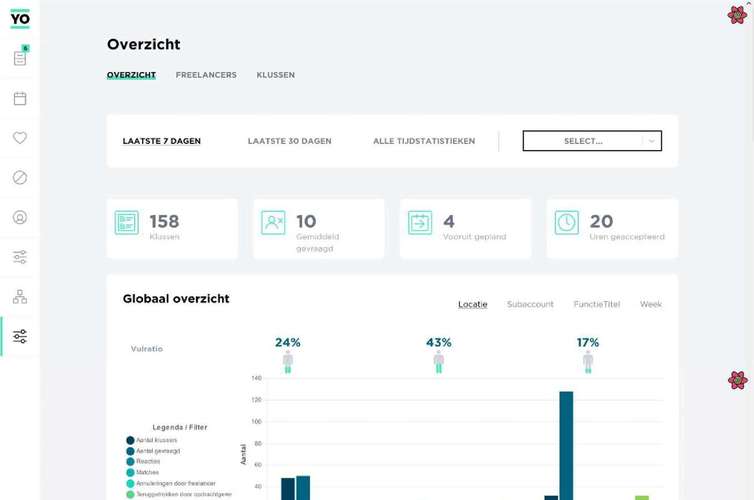 YO
6
Overzicht
OVERZICHT FREELANCERS KLUSSEN
LAATSTE 7 DAGEN LAATSTE 30 DAGEN ALLE TIJDSTATISTIEKEN SELECT...
158
Klussen
10
Gemiddeld
gevraagd
4
Vooruit gepland
20
Uren geaccepteerd
Globaal overzicht
Locatie Subaccount FunctieTitel Week
Vulratio
24% 43% 17%
140
120
100
80
60
40
Aantal
Legenda / Filter
Aantal klussers
Aantal gevraagd
Reacties
Matches
Annuleringen door freelancer
Teruggetrokken door opdrachtgever